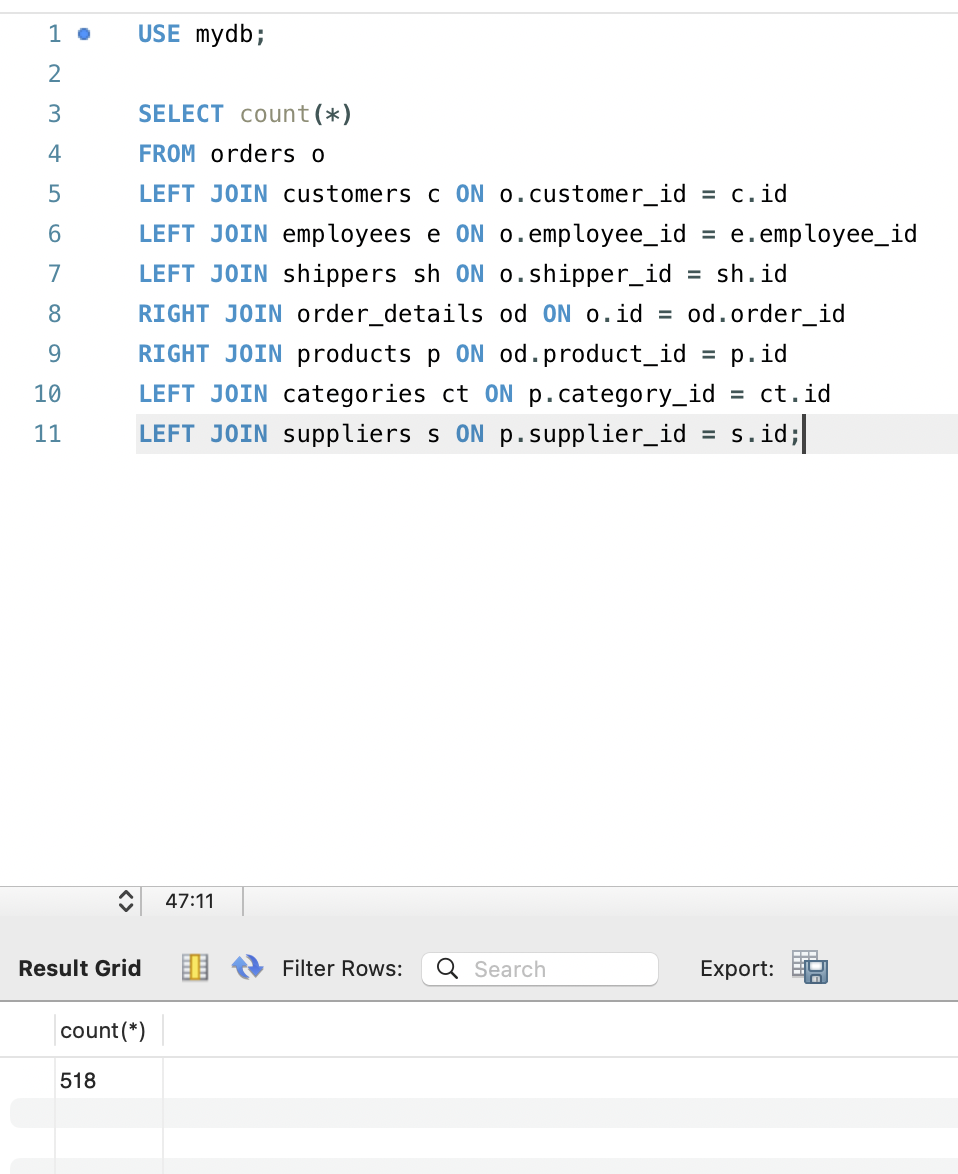 1 USE mydb;
2
3 SELECT count(*)
4 FROM orders o
5 LEFT JOIN customers c ON o.customer_id = c.id
6 LEFT JOIN employees e ON o.employee_id = e.employee_id
7 LEFT JOIN shippers sh ON o.shipper_id = sh.id
8 RIGHT JOIN order_details od ON o.id = od.order_id
9 RIGHT JOIN products p ON od.product_id = p.id
10 LEFT JOIN categories ct ON p.category_id = ct.id
11 LEFT JOIN suppliers s ON p.supplier_id = s.id;
47:11
Result Grid Filter Rows: Search Export:
count(*)
518